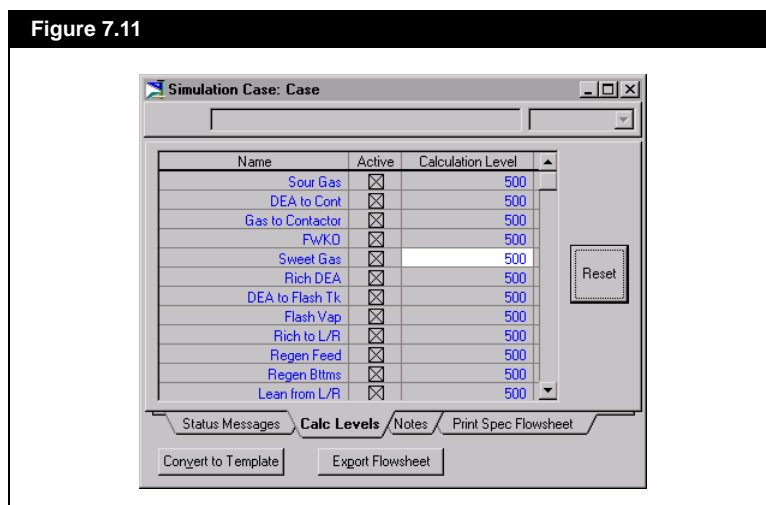 Figure 7.11
Simulation Case: Case
Name Active Calculation Level
Sour Gas 500
DEA to Cont 500
Gas to Contactor 500
FWKO 500
Sweet Gas 500
Rich DEA 500
DEA to Flash Tk 500
Flash Vap 500
Rich to L/R 500
Regen Feed 500
Regen Bttms 500
Lean from L/R 500
Reset
Status Messages Calc Levels Notes Print Spec Flowsheet
Convert to Template Export Flowsheet